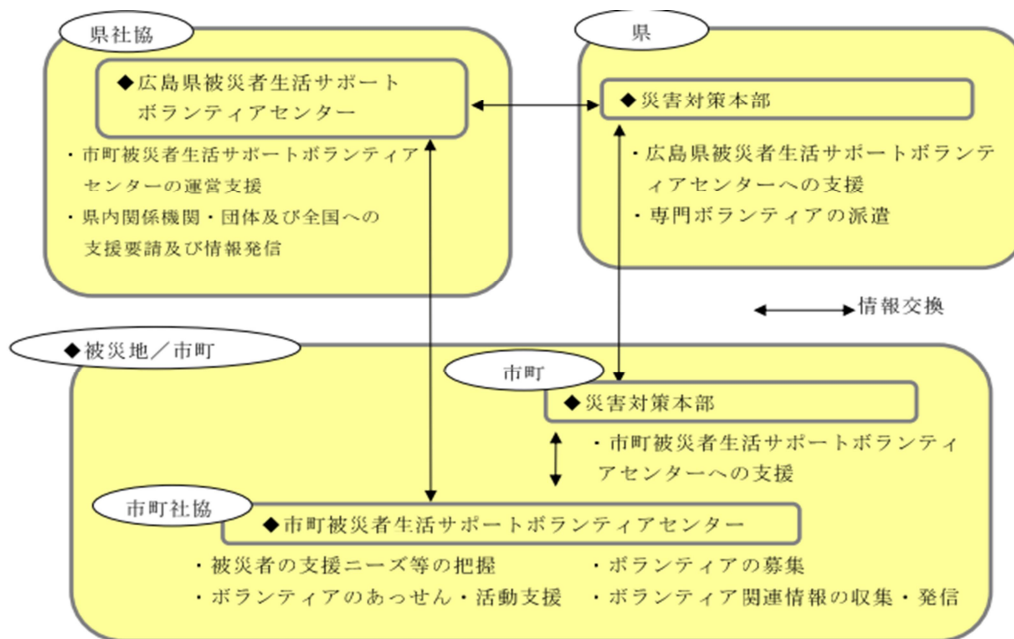 県社協
◆広島県被災者生活サポート
ボランティアセンター
・市町被災者生活サポートボランティア
センターの運営支援
・県内関係機関・団体及び全国への
支援要請及び情報発信
県
◆災害対策本部
・広島県被災者生活サポートボランテ
ィアセンターへの支援
・専門ボランティアの派遣
情報交換
◆被災地／市町
市町
◆災害対策本部
・市町被災者生活サポートボランティ
アセンターへの支援
市町社協
◆市町被災者生活サポートボランティアセンター
・被災者の支援ニーズ等の把握
・ボランティアのあっせん・活動支援
・ボランティアの募集
・ボランティア関連情報の収集・発信